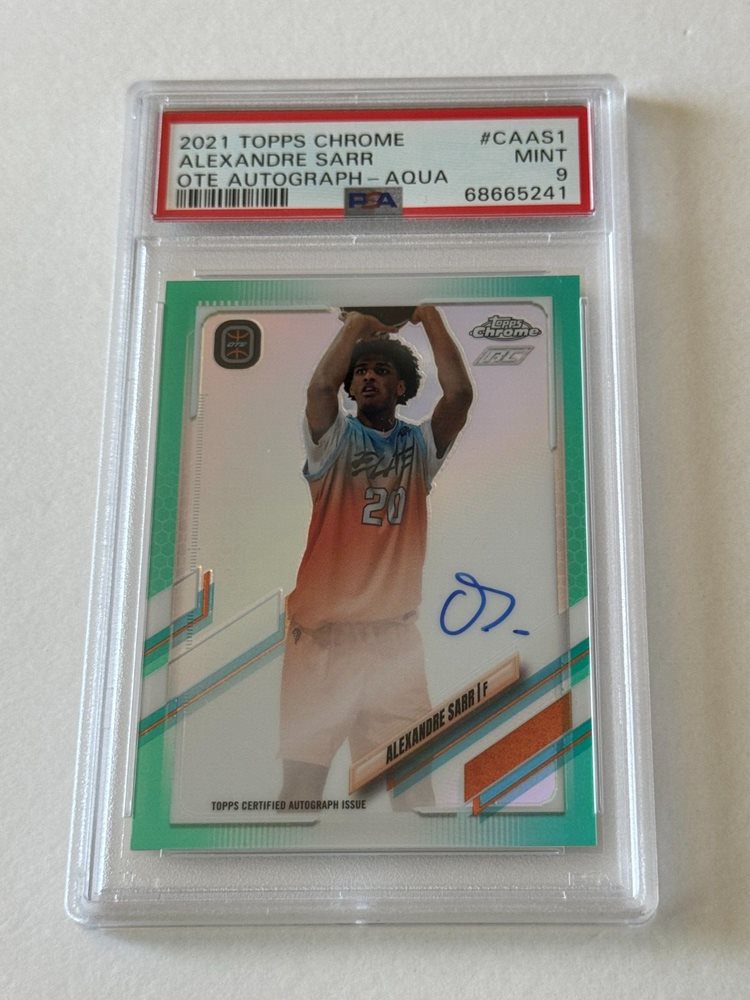 2021 TOPPS CHROME #CAAS1
ALEXANDRE SARR MINT
OTE AUTOGRAPH - AQUA 9
68665241
PSA
OTE
TOPPS
Chrome
RC
20
ALEXANDRE SARR | F
TOPPS CERTIFIED AUTOGRAPH ISSUE